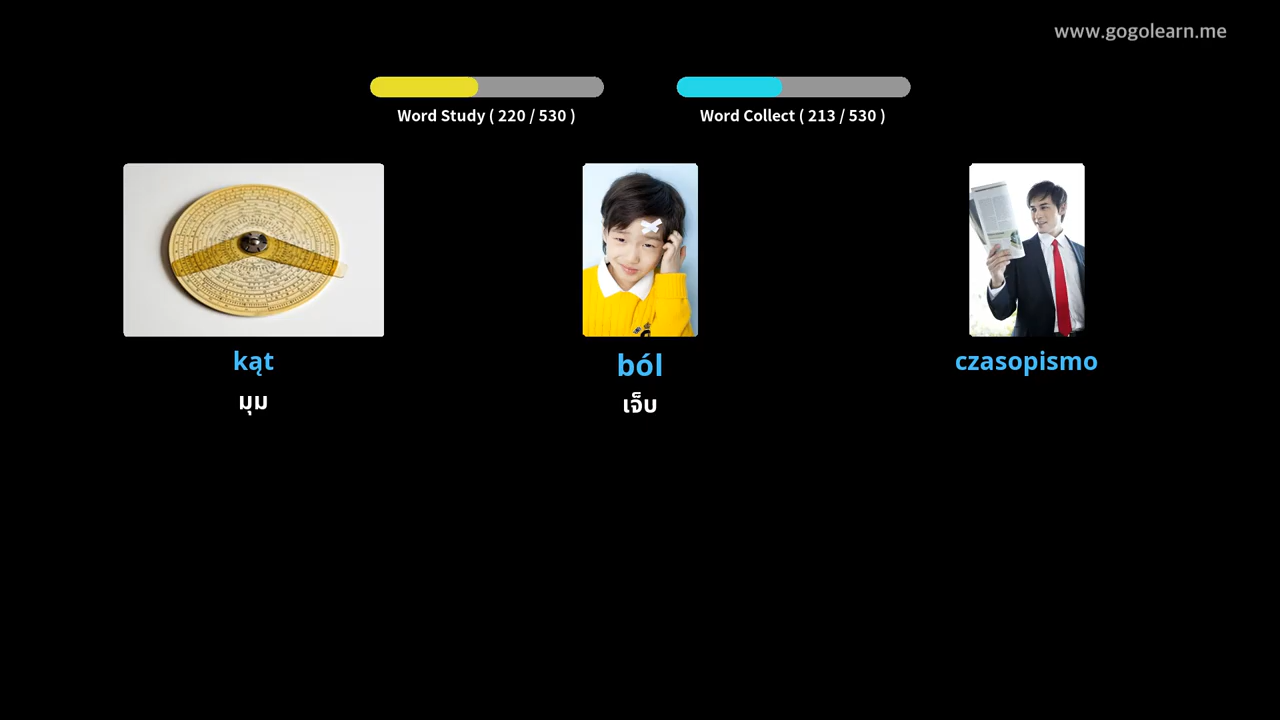 www.gogolearn.me
Word Study ( 220 / 530 )
Word Collect ( 213 / 530 )
kąt
ból
czasopismo
มุม
เจ็บ